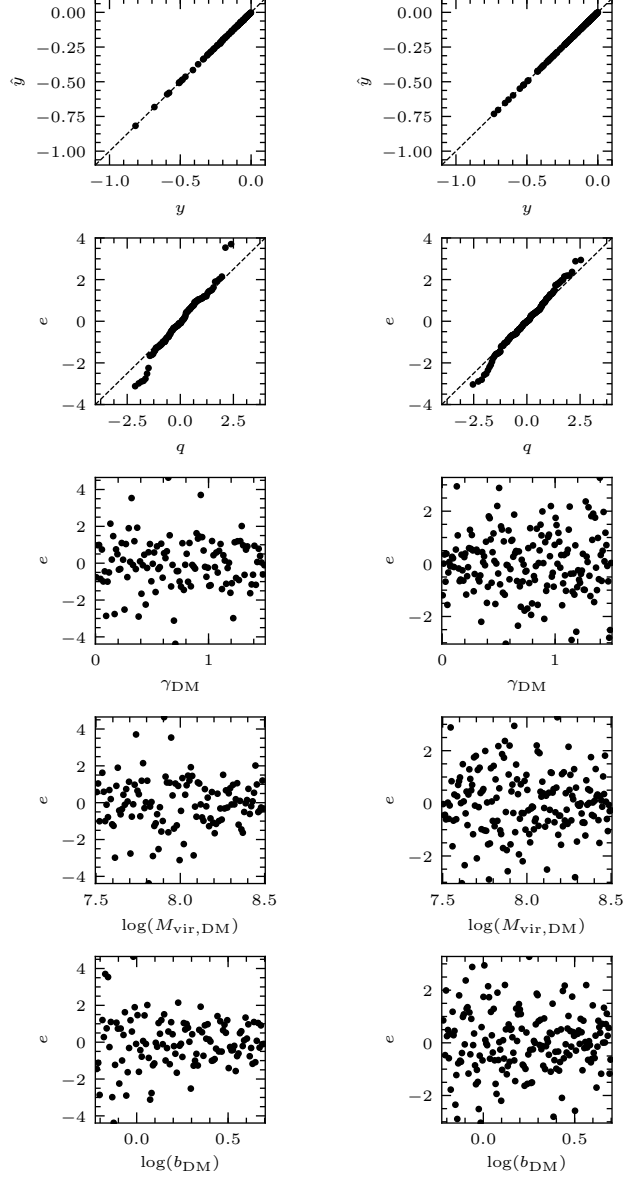 0.00 0.00
−0.25 −0.25
ŷ −0.50 ŷ −0.50
−0.75 −0.75
−1.00 −1.00
−1.0 −0.5 0.0 −1.0 −0.5 0.0
y y
4 4
2 2
e 0 e 0
−2 −2
−4 −4
−2.5 0.0 2.5 −2.5 0.0 2.5
q q
4
2 2
e 0 e 0
−2 −2
−4
0 1 0 1
γDM γDM
4
2 2
e 0 e 0
−2 −2
−4
7.5 8.0 8.5 7.5 8.0 8.5
log(Mvir,DM) log(Mvir,DM)
4
2 2
e 0 e 0
−2 −2
−4
0.0 0.5 0.0 0.5
log(bDM) log(bDM)